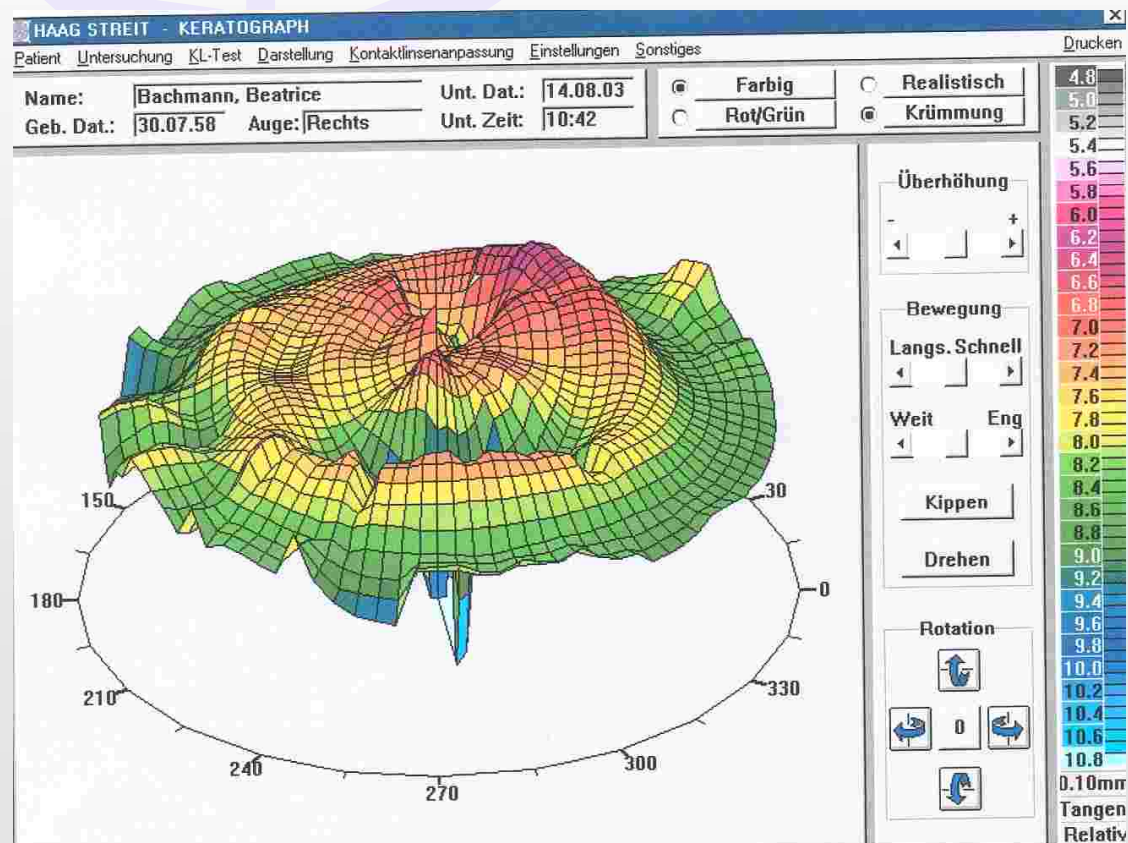 HAAG STREIT - KERATOGRAPH
Patient Untersuchung KL-Test Darstellung Kontaktlinsenanpassung Einstellungen Sonstiges Drucken
Name: Bachmann, Beatrice Unt. Dat.: 14.08.03
Geb. Dat.: 30.07.58 Auge: Rechts Unt. Zeit: 10:42
Farbig Realistisch
Rot/Grün Krümmung
Überhöhung
- +
Bewegung
Langs. Schnell
Weit Eng
Kippen
Drehen
Rotation
0
150
30
180
0
210
330
240
300
270
4.8
5.0
5.2
5.4
5.6
5.8
6.0
6.2
6.4
6.6
6.8
7.0
7.2
7.4
7.6
7.8
8.0
8.2
8.4
8.6
8.8
9.0
9.2
9.4
9.6
9.8
10.0
10.2
10.4
10.6
10.8
0.10mm
Tangen
Relativ